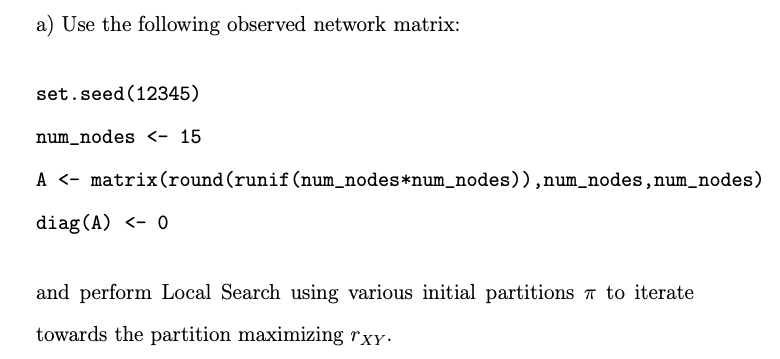 a) Use the following observed network matrix:
set.seed(12345)
num_nodes <- 15
A <- matrix(round(runif(num_nodes*num_nodes)),num_nodes,num_nodes)
diag(A) <- 0
and perform Local Search using various initial partitions π to iterate
towards the partition maximizing r_{XY}.